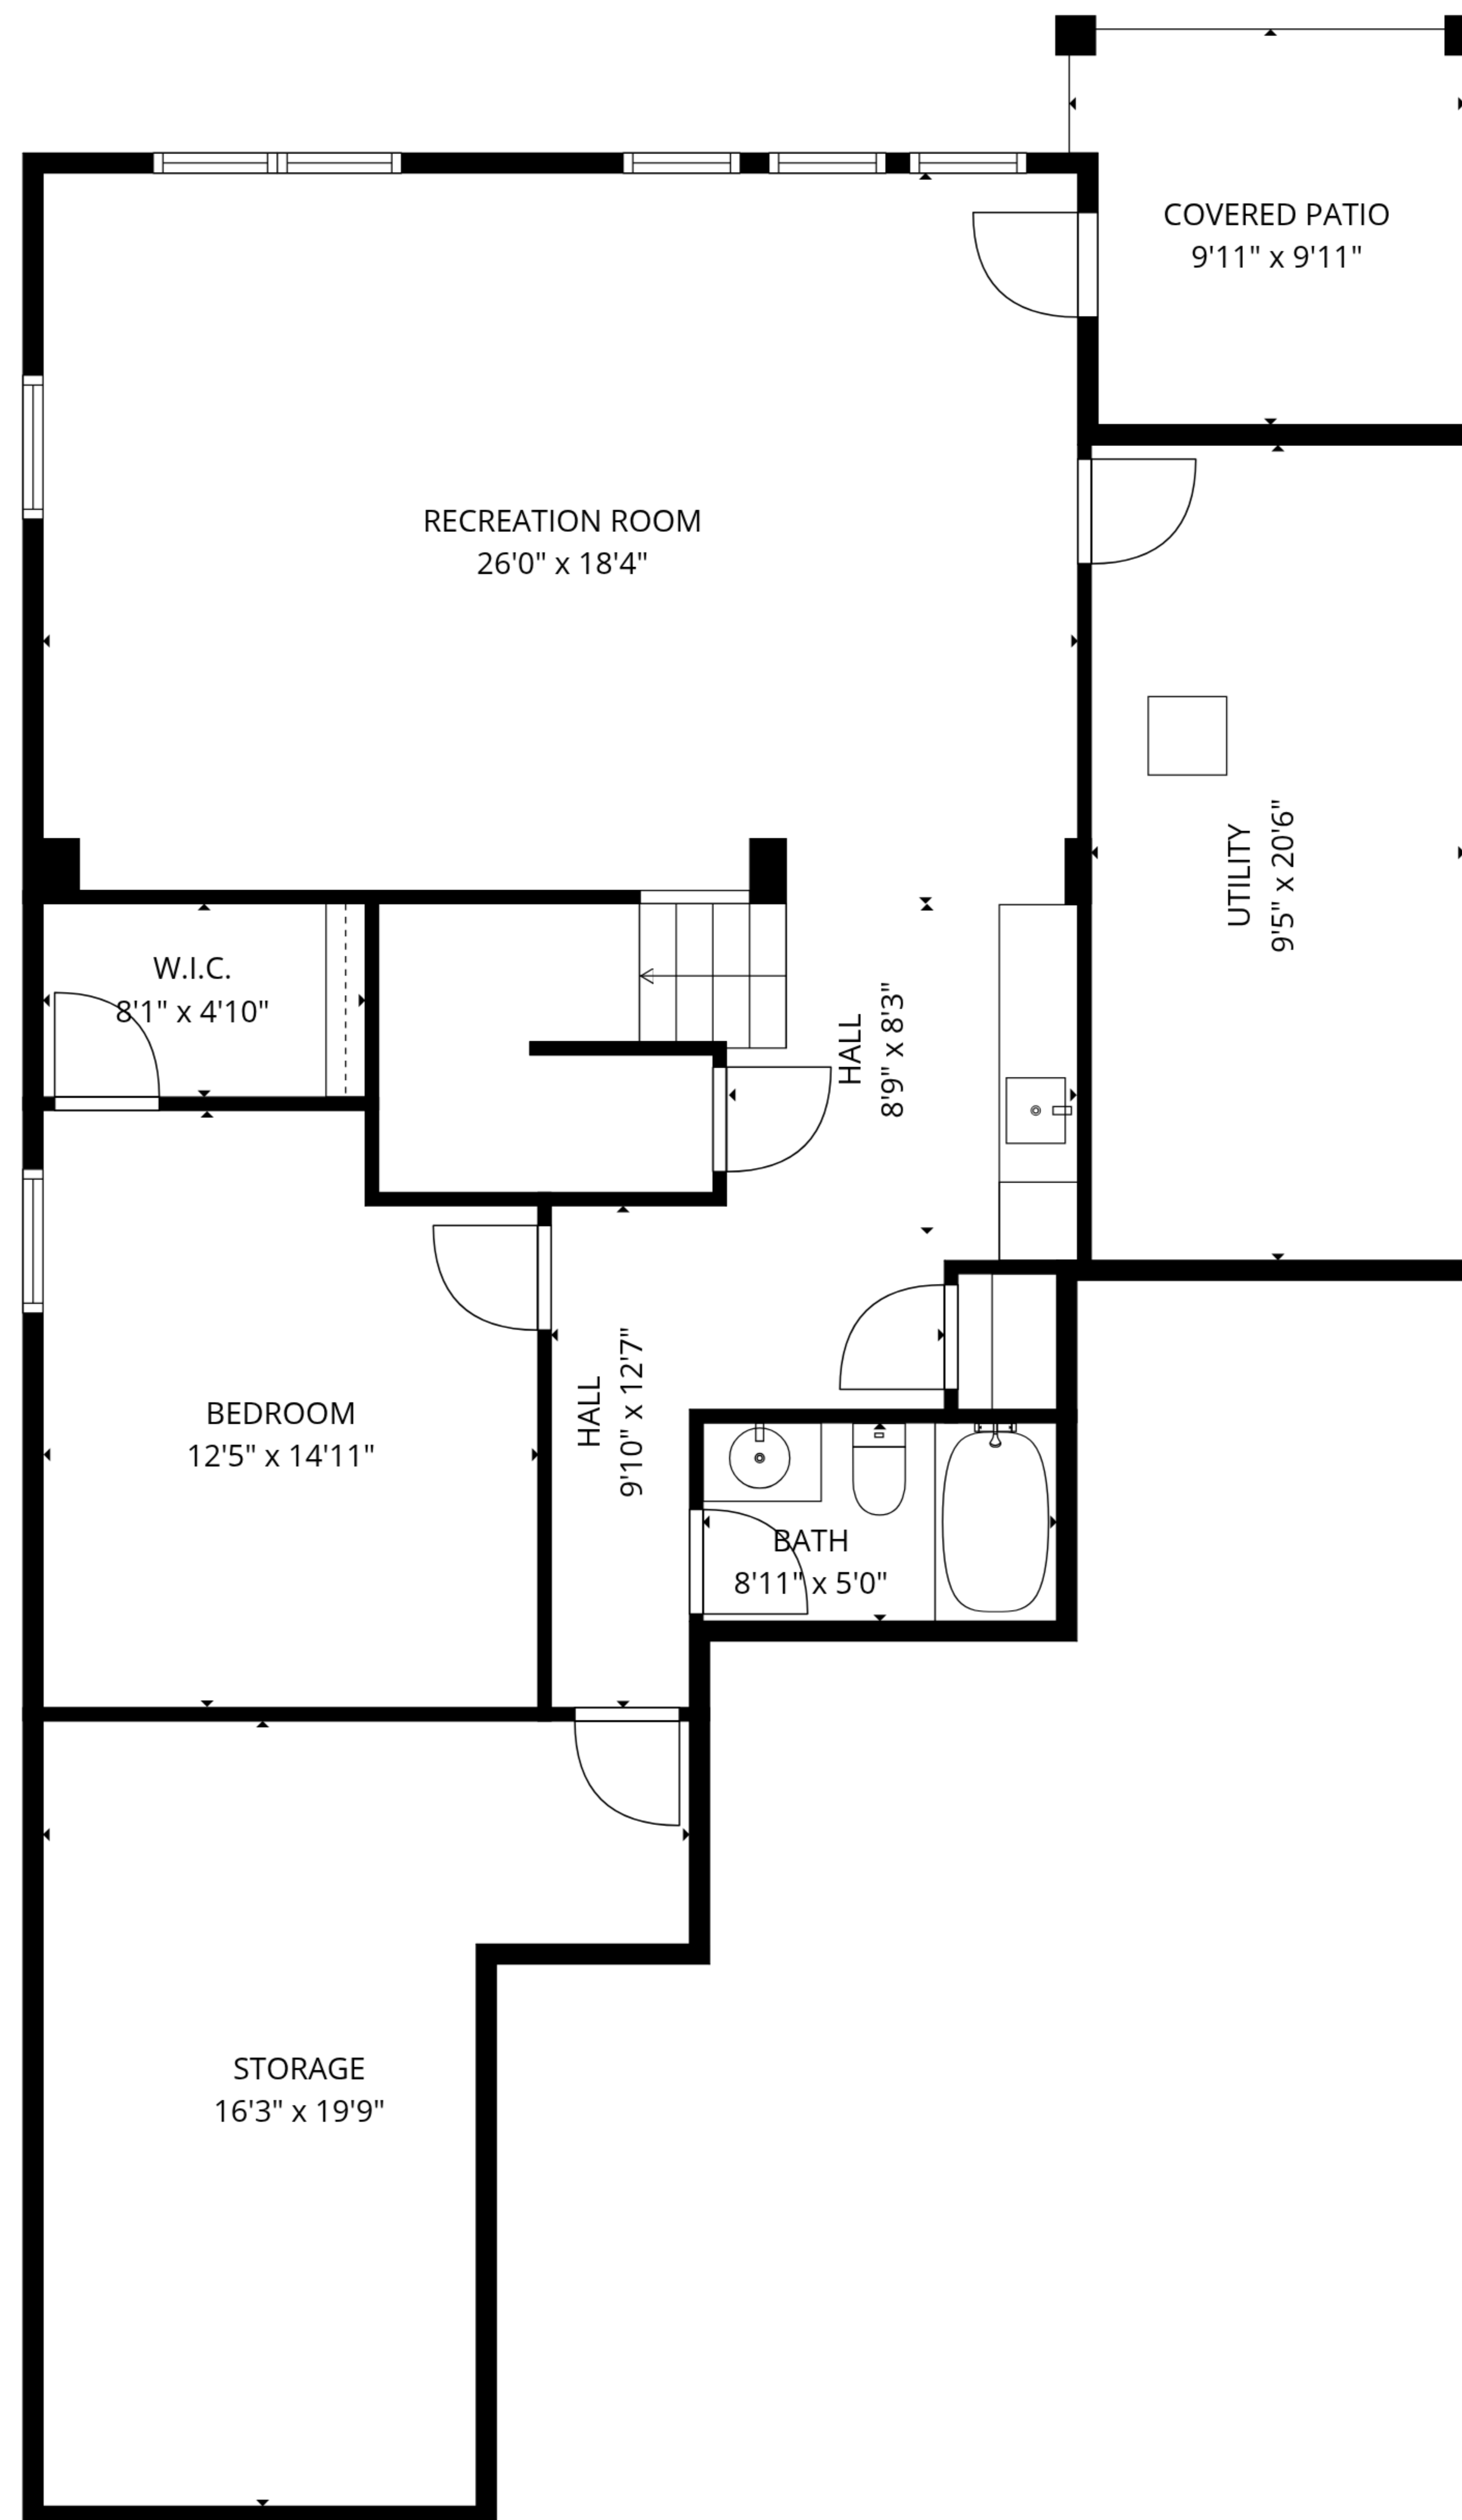 COVERED PATIO
9'11" x 9'11"
RECREATION ROOM
26'0" x 18'4"
UTILITY
9'5" x 20'6"
W.I.C.
8'1" x 4'10"
HALL
8'9" x 8'3"
BEDROOM
12'5" x 14'11"
HALL
9'10" x 12'7"
BATH
8'11" x 5'0"
STORAGE
16'3" x 19'9"